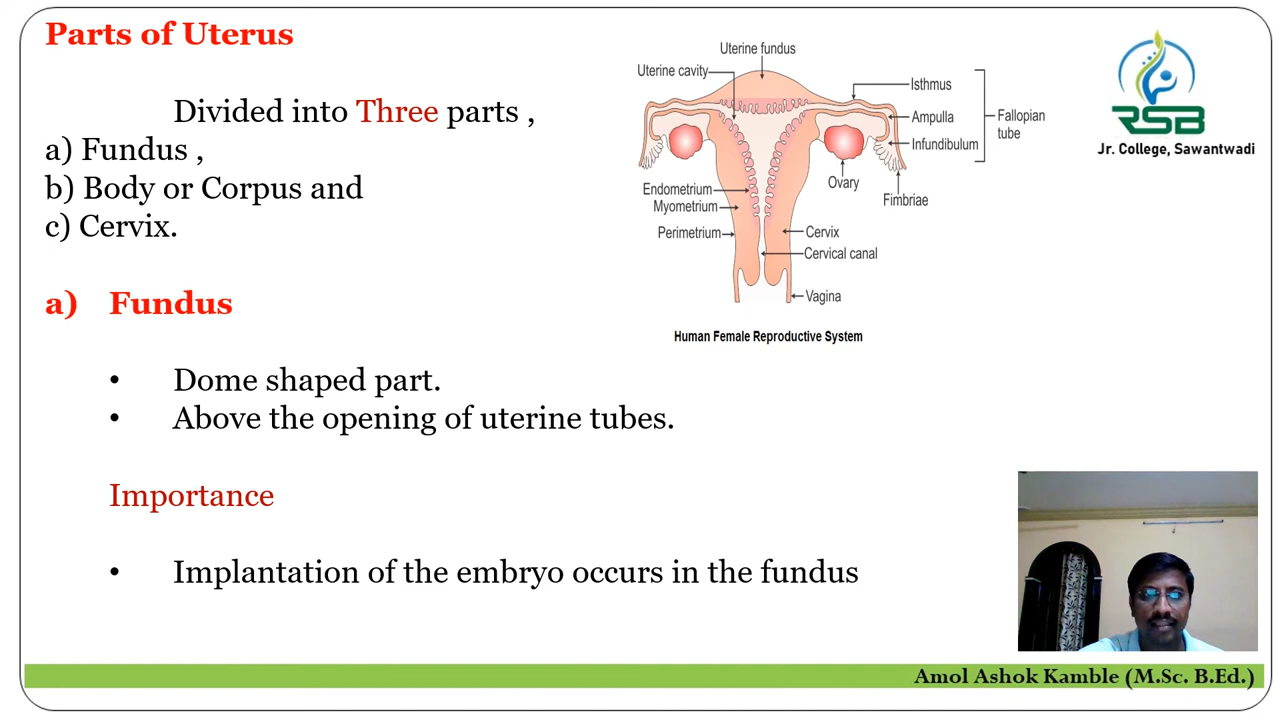 Parts of Uterus
Divided into Three parts ,
a) Fundus ,
b) Body or Corpus and
c) Cervix.
a) Fundus
• Dome shaped part.
• Above the opening of uterine tubes.
Importance
• Implantation of the embryo occurs in the fundus
Uterine fundus
Uterine cavity
Isthmus
Ampulla
Infundibulum
Fallopian
tube
Ovary
Fimbriae
Endometrium
Myometrium
Perimetrium
Cervix
Cervical canal
Vagina
Human Female Reproductive System
RSB
Jr. College, Sawantwadi
Amol Ashok Kamble (M.Sc. B.Ed.)